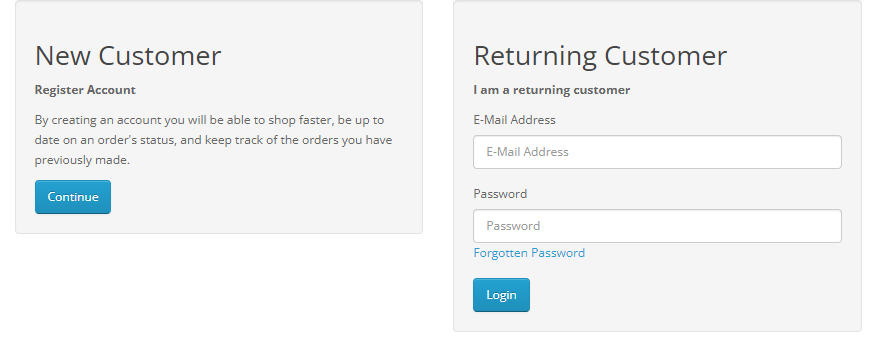 New Customer
Register Account
By creating an account you will be able to shop faster, be up to
date on an order's status, and keep track of the orders you have
previously made.
Continue
Returning Customer
I am a returning customer
E-Mail Address
E-Mail Address
Password
Password
Forgotten Password
Login